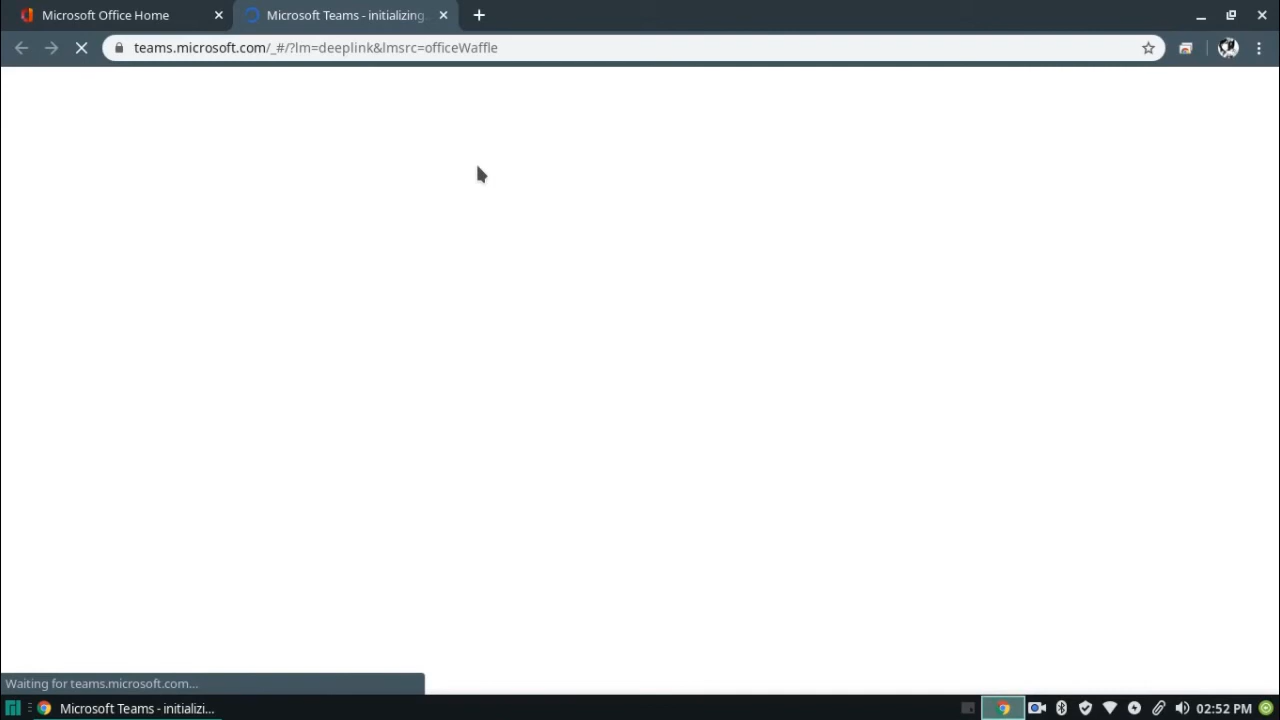 Microsoft Office Home
Microsoft Teams - initializing
teams.microsoft.com/_#/?lm=deeplink&lmsrc=officeWaffle
Waiting for teams.microsoft.com...
Microsoft Teams - initializi...
02:52 PM